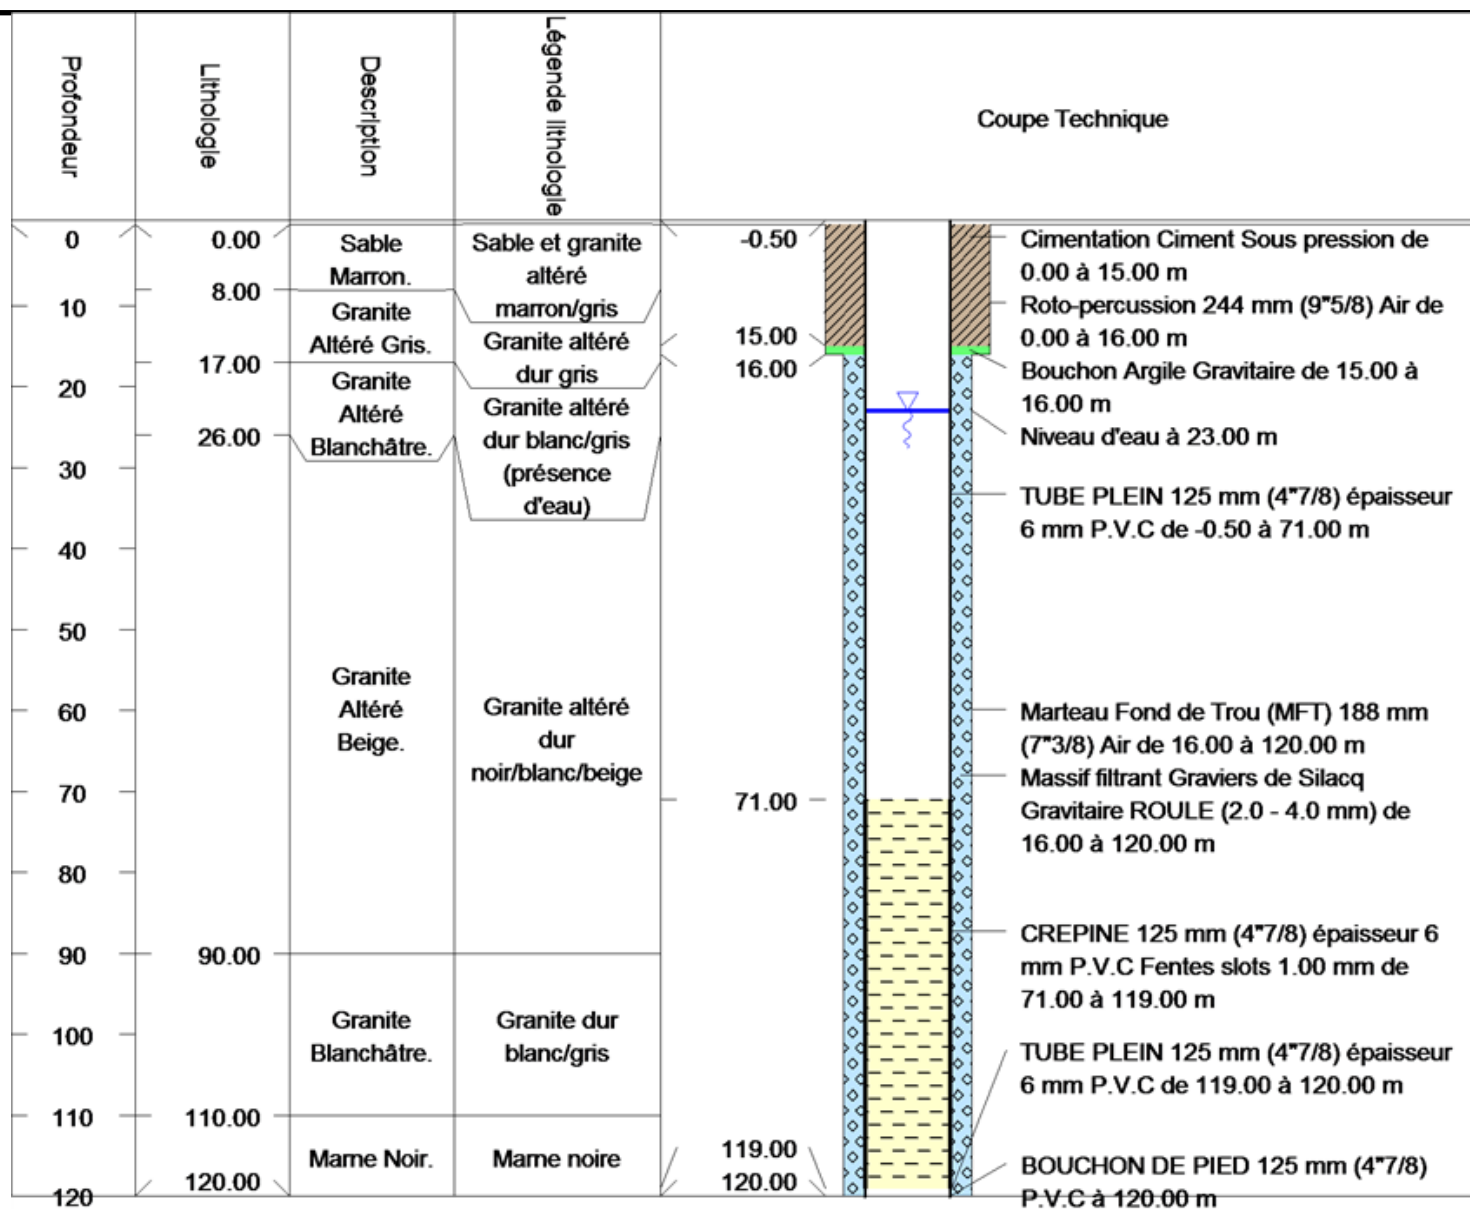 Profondeur
Lithologie
Description
Légende lithologie
Coupe Technique
0
10
20
30
40
50
60
70
80
90
100
110
120
0.00
8.00
17.00
26.00
90.00
110.00
120.00
Sable
Marron.
Granite
Altéré Gris.
Granite
Altéré
Blanchâtre.
Granite
Altéré
Beige.
Granite
Blanchâtre.
Marne Noir.
Sable et granite
altéré
marron/gris
Granite altéré
dur gris
Granite altéré
dur blanc/gris
(présence
d'eau)
Granite altéré
dur
noir/blanc/beige
Granite dur
blanc/gris
Marne noire
-0.50
15.00
16.00
71.00
119.00
120.00
Cimentation Ciment Sous pression de
0.00 à 15.00 m
Roto-percussion 244 mm (9"5/8) Air de
0.00 à 16.00 m
Bouchon Argile Gravitaire de 15.00 à
16.00 m
Niveau d'eau à 23.00 m
TUBE PLEIN 125 mm (4"7/8) épaisseur
6 mm P.V.C de -0.50 à 71.00 m
Marteau Fond de Trou (MFT) 188 mm
(7"3/8) Air de 16.00 à 120.00 m
Massif filtrant Graviers de Silacq
Gravitaire ROULE (2.0 - 4.0 mm) de
16.00 à 120.00 m
CREPINE 125 mm (4"7/8) épaisseur 6
mm P.V.C Fentes slots 1.00 mm de
71.00 à 119.00 m
TUBE PLEIN 125 mm (4"7/8) épaisseur
6 mm P.V.C de 119.00 à 120.00 m
BOUCHON DE PIED 125 mm (4"7/8)
P.V.C à 120.00 m